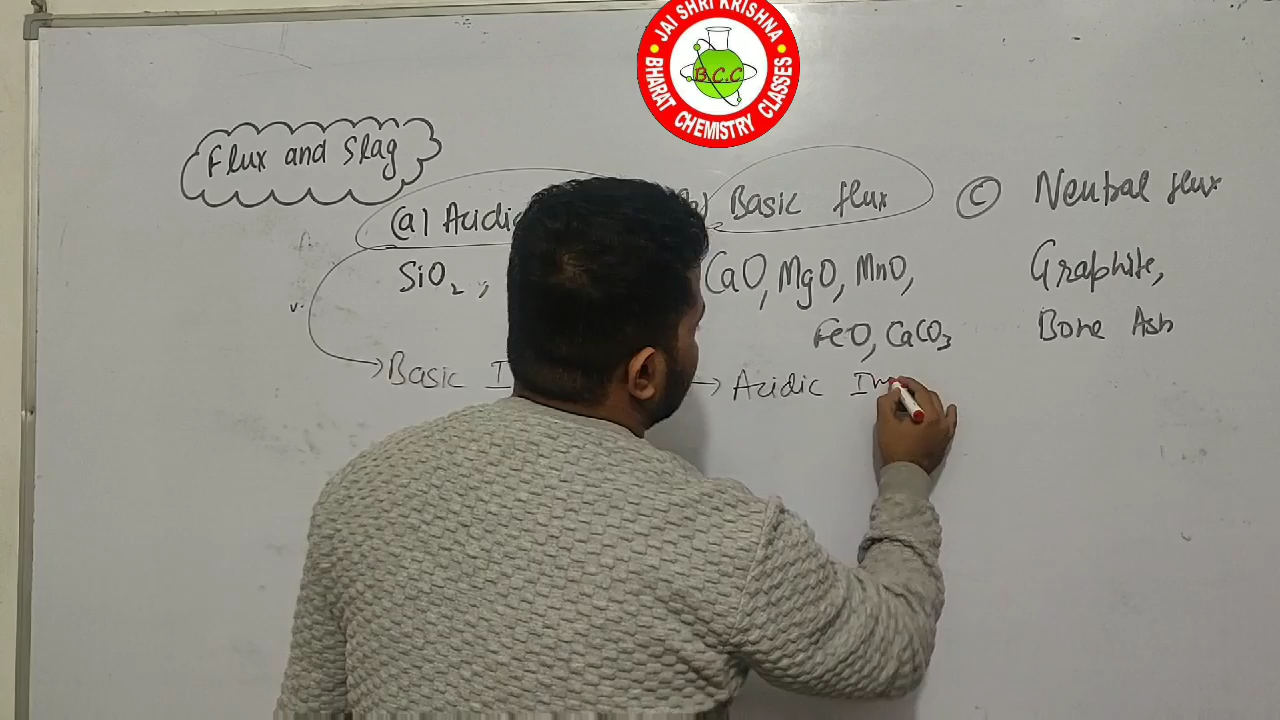 JAI SHRI KRISHNA
B.C.C
BHARAT CHEMISTRY CLASSES
Flux and Slag
(a) Acidic
Basic flux
(C) Neutral flux
SiO2,
CaO, MgO, MnO,
Graphite,
FeO, CaCO3
Bone Ash
Basic I
Acidic Im